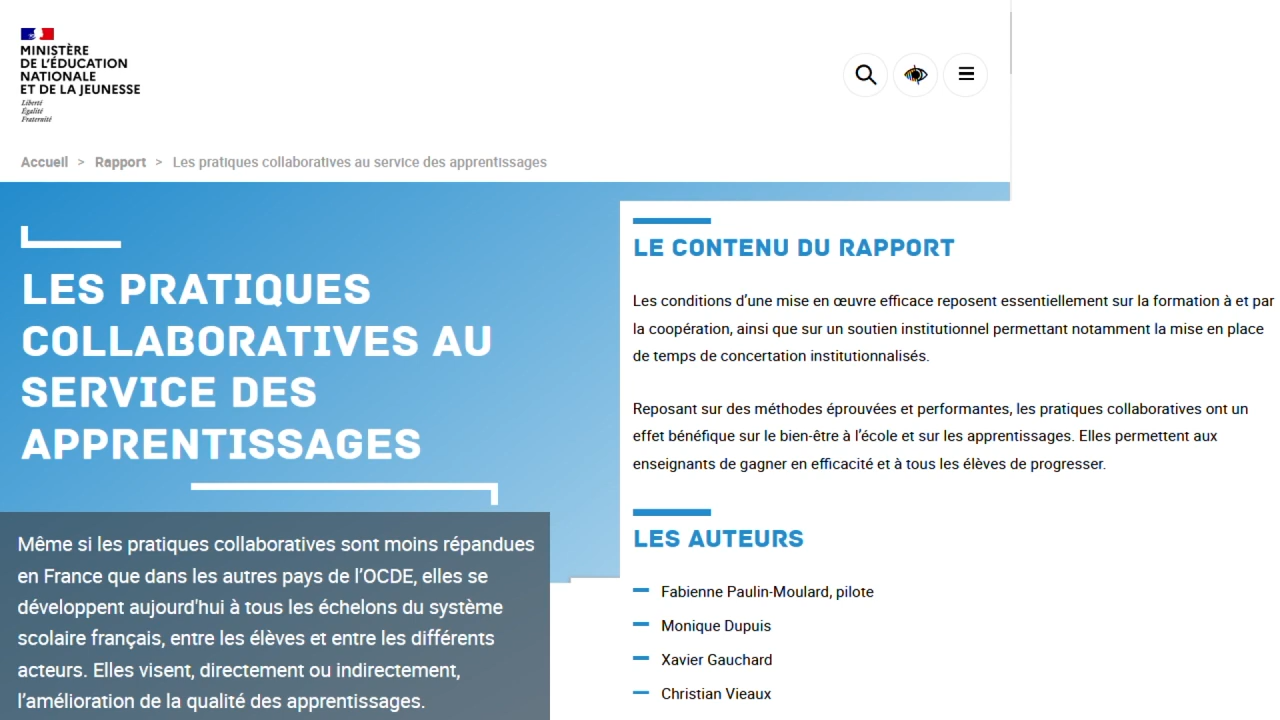 MINISTÈRE
DE L'ÉDUCATION
NATIONALE
ET DE LA JEUNESSE
Liberté
Égalité
Fraternité
Accueil > Rapport > Les pratiques collaboratives au service des apprentissages
LES PRATIQUES
COLLABORATIVES AU
SERVICE DES
APPRENTISSAGES
Même si les pratiques collaboratives sont moins répandues
en France que dans les autres pays de l’OCDE, elles se
développent aujourd'hui à tous les échelons du système
scolaire français, entre les élèves et entre les différents
acteurs. Elles visent, directement ou indirectement,
l’amélioration de la qualité des apprentissages.
LE CONTENU DU RAPPORT
Les conditions d’une mise en œuvre efficace reposent essentiellement sur la formation à et par
la coopération, ainsi que sur un soutien institutionnel permettant notamment la mise en place
de temps de concertation institutionnalisés.
Reposant sur des méthodes éprouvées et performantes, les pratiques collaboratives ont un
effet bénéfique sur le bien-être à l’école et sur les apprentissages. Elles permettent aux
enseignants de gagner en efficacité et à tous les élèves de progresser.
LES AUTEURS
Fabienne Paulin-Moulard, pilote
Monique Dupuis
Xavier Gauchard
Christian Vieaux